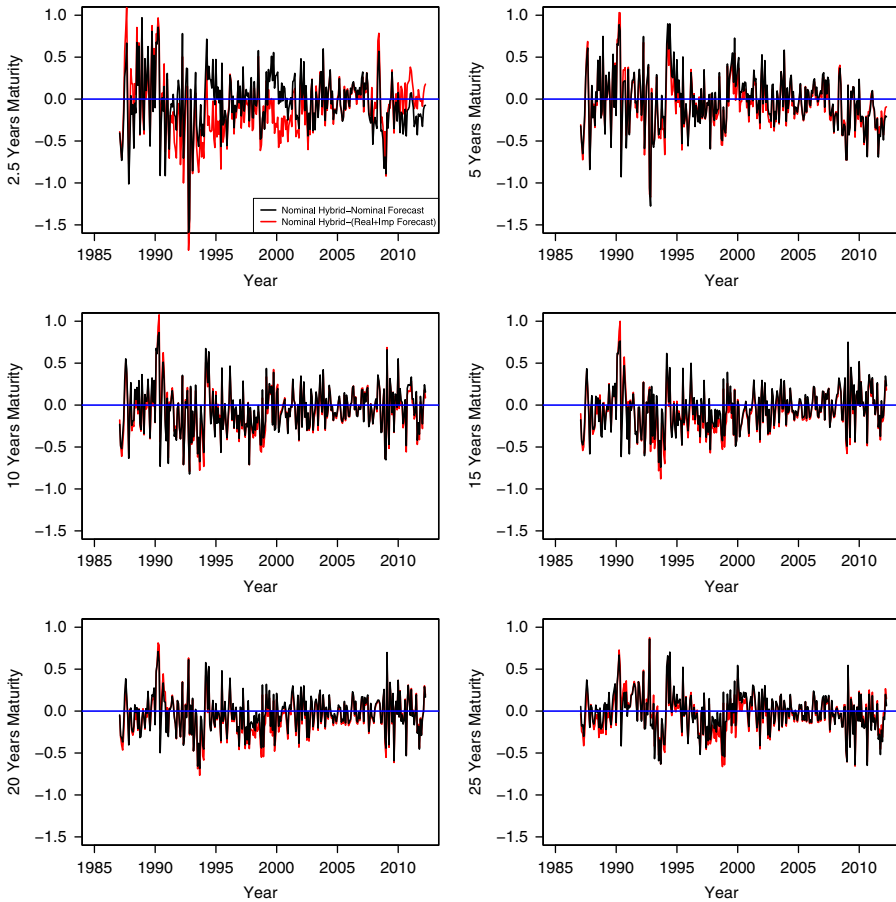 1.0
0.5
0.0
−0.5
−1.0
−1.5
2.5 Years Maturity
Nominal Hybrid−Nominal Forecast
Nominal Hybrid−(Real+Imp Forecast)
1985 1990 1995 2000 2005 2010
Year
1.0
0.5
0.0
−0.5
−1.0
−1.5
5 Years Maturity
1985 1990 1995 2000 2005 2010
Year
1.0
0.5
0.0
−0.5
−1.0
−1.5
10 Years Maturity
1985 1990 1995 2000 2005 2010
Year
1.0
0.5
0.0
−0.5
−1.0
−1.5
15 Years Maturity
1985 1990 1995 2000 2005 2010
Year
1.0
0.5
0.0
−0.5
−1.0
−1.5
20 Years Maturity
1985 1990 1995 2000 2005 2010
Year
1.0
0.5
0.0
−0.5
−1.0
−1.5
25 Years Maturity
1985 1990 1995 2000 2005 2010
Year